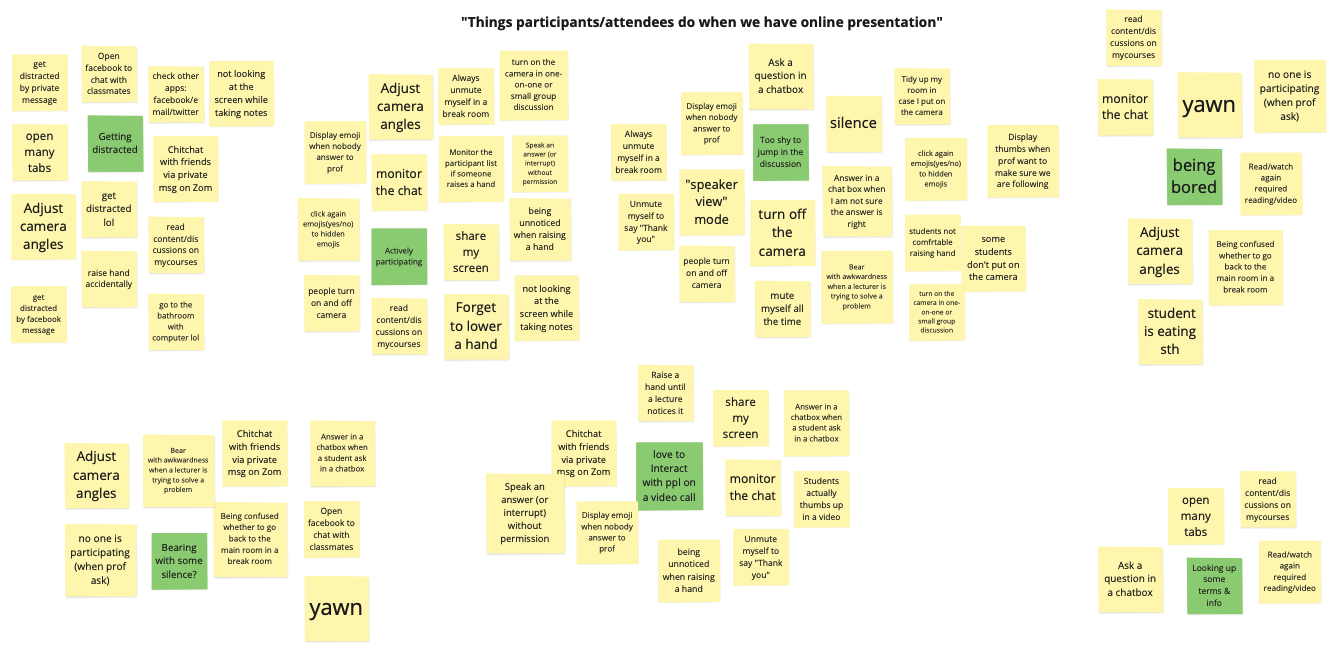 "Things participants/attendees do when we have online presentation"
get
distracted
by private
message
Open
facebook to
chat with
classmates
check other
apps:
facebook/e
mail/twitter
not looking
at the
screen while
taking notes
open
many
tabs
Getting
distracted
Chitchat
with friends
via private
msg on Zom
Adjust
camera
angles
get
distracted
lol
read
content/dis
cussions on
mycourses
raise hand
accidentally
get
distracted
by facebook
message
go to the
bathroom
with
computer lol
Adjust
camera
angles
Always
unmute
myself in a
break room
turn on the
camera in one-
on-one or
small group
discussion
Display emoji
when nobody
answer to
prof
monitor
the chat
Monitor the
participant list
if someone
raises a hand
Speak an
answer (or
interrupt)
without
permission
click again
emojis(yes/no)
to hidden
emojis
Actively
participating
share
my
screen
being
unnoticed
when raising
a hand
people turn
on and off
camera
read
content/dis
cussions on
mycourses
Forget
to lower
a hand
not looking
at the
screen while
taking notes
Ask a
question in
a chatbox
Display emoji
when nobody
answer to
prof
Tidy up my
room in
case I put on
the camera
silence
Always
unmute
myself in a
break room
Too shy to
jump in the
discussion
click again
emojis(yes/no)
to hidden
emojis
Display
thumbs when
prof want to
make sure we
are following
Unmute
myself to
say "Thank
you"
"speaker
view"
mode
turn off
the
camera
Answer in a
chat box when
I am not sure
the answer is
right
students not
comfrtable
raising hand
some
students
don't put on
the camera
people turn
on and off
camera
mute
myself all
the time
Bear
with awkwardness
when a lecturer is
trying to solve a
problem
turn on the
camera in one-
on-one or
small group
discussion
read
content/dis
cussions on
mycourses
monitor
the chat
yawn
no one is
participating
(when prof
ask)
being
bored
Read/watch
again
required
reading/video
Adjust
camera
angles
Being confused
whether to go
back to the
main room in a
break room
student
is eating
sth
Adjust
camera
angles
Bear
with awkwardness
when a lecturer is
trying to solve a
problem
Chitchat
with friends
via private
msg on Zom
Answer in a
chatbox when
a student ask
in a chatbox
no one is
participating
(when prof
ask)
Bearing
with some
silence?
Being confused
whether to go
back to the
main room in a
break room
Open
facebook to
chat with
classmates
yawn
Raise a
hand until
a lecture
notices it
share
my
screen
Answer in a
chatbox when
a student ask
in a chatbox
Chitchat
with friends
via private
msg on Zom
love to
Interact
with ppl on
a video call
monitor
the chat
Students
actually
thumbs up
in a video
Speak an
answer (or
interrupt)
without
permission
Display emoji
when nobody
answer to
prof
being
unnoticed
when raising
a hand
Unmute
myself to
say "Thank
you"
open
many
tabs
read
content/dis
cussions on
mycourses
Ask a
question in
a chatbox
Looking up
some
terms &
info
Read/watch
again
required
reading/video